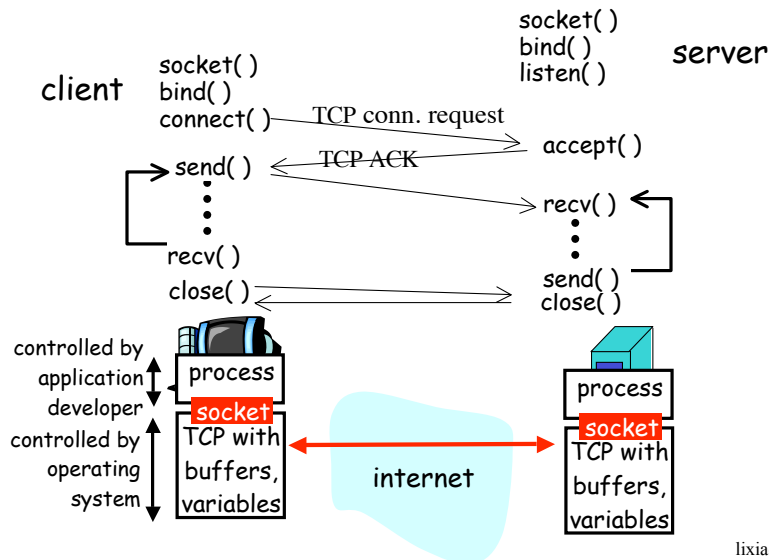 client
socket( )
bind( )
connect( )
socket( )
bind( )
listen( )
server
TCP conn. request
accept( )
TCP ACK
send( )
recv( )
recv( )
send( )
close( )
close( )
controlled by
application
developer
process
socket
controlled by
operating
system
TCP with
buffers,
variables
internet
process
socket
TCP with
buffers,
variables
lixia